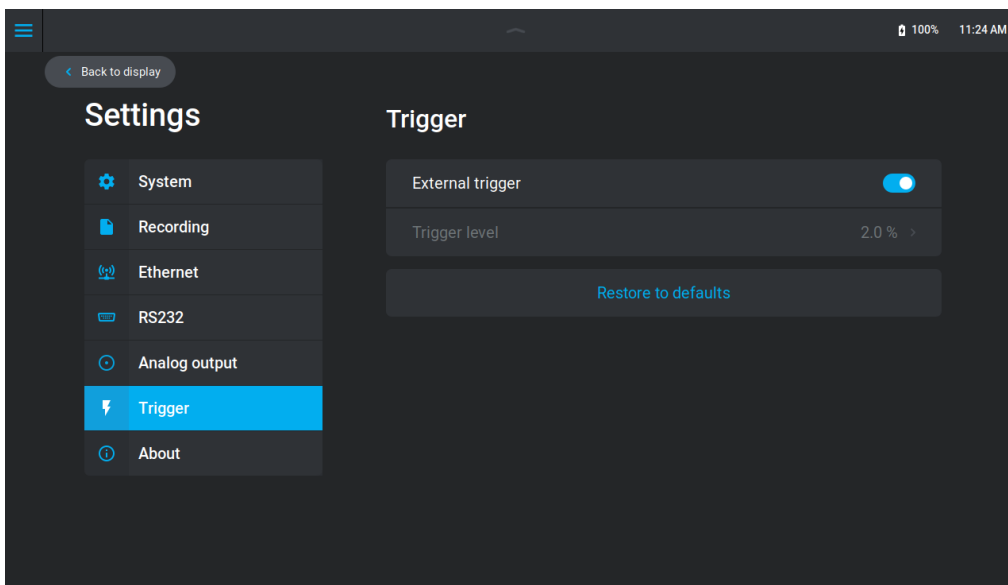 100% 11:24 AM
Back to display
Settings
System
Recording
Ethernet
RS232
Analog output
Trigger
About
Trigger
External trigger
Trigger level 2.0 %
Restore to defaults